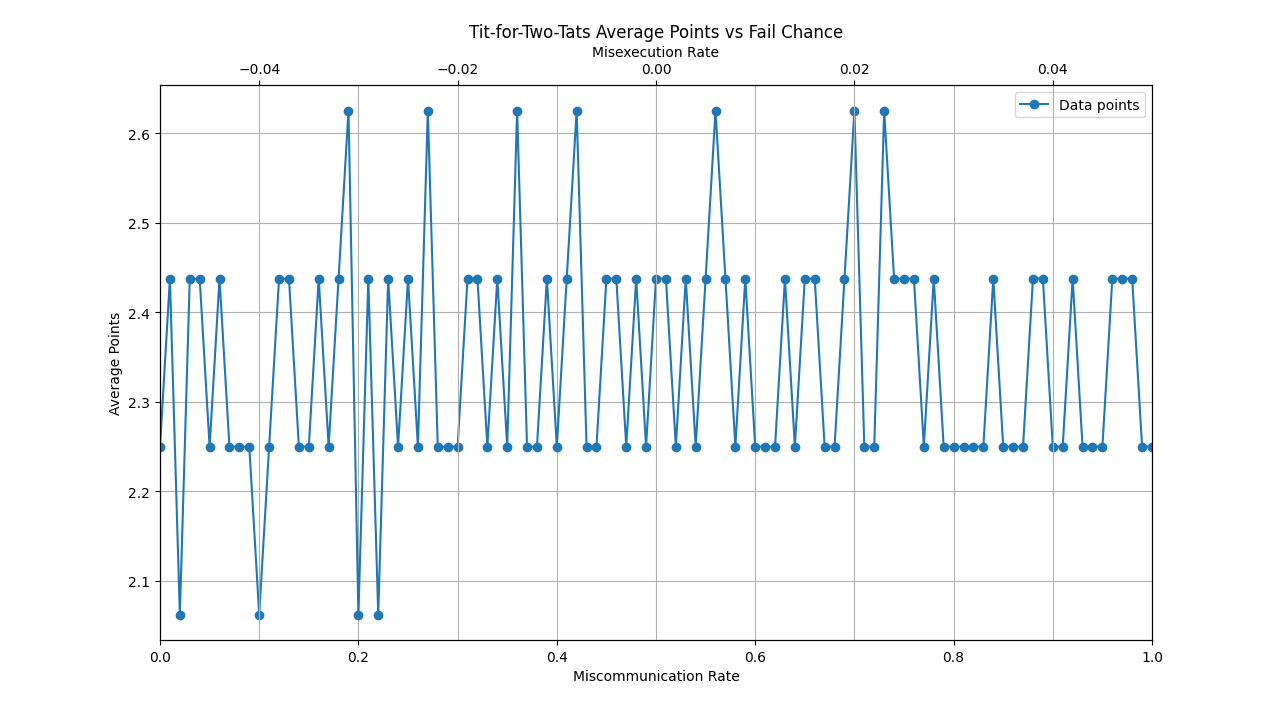 Tit-for-Two-Tats Average Points vs Fail Chance
Misexecution Rate
−0.04 −0.02 0.00 0.02 0.04
Data points
2.6
2.5
2.4
2.3
2.2
2.1
Average Points
0.0 0.2 0.4 0.6 0.8 1.0
Miscommunication Rate